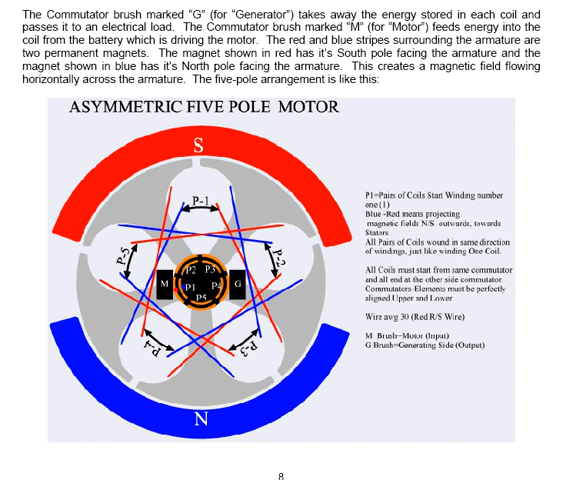 The Commutator brush marked “G” (for “Generator”) takes away the energy stored in each coil and
passes it to an electrical load. The Commutator brush marked “M” (for “Motor”) feeds energy into the
coil from the battery which is driving the motor. The red and blue stripes surrounding the armature are
two permanent magnets. The magnet shown in red has it's South pole facing the armature and the
magnet shown in blue has it's North pole facing the armature. This creates a magnetic field flowing
horizontally across the armature. The five-pole arrangement is like this:
ASYMMETRIC FIVE POLE MOTOR
S
P-1
P-5
P-2
P2 P3
M
P1
P4
G
P5
P-4
P-3
N
P1=Pairs of Coils Start Winding number
one (1)
Blue -Red means projecting
magnetic fields N/S outwards, towards
Stators
All Pairs of Coils wound in same direction
of windings, just like winding One Coil.
All Coils must start from same commutator
and all end at the other side commutator
Commutators Elements must be perfectly
aligned Upper and Lower
Wire awg 30 (Red R/S Wire)
M Brush=Motor (Input)
G Brush=Generating Side (Output)
8